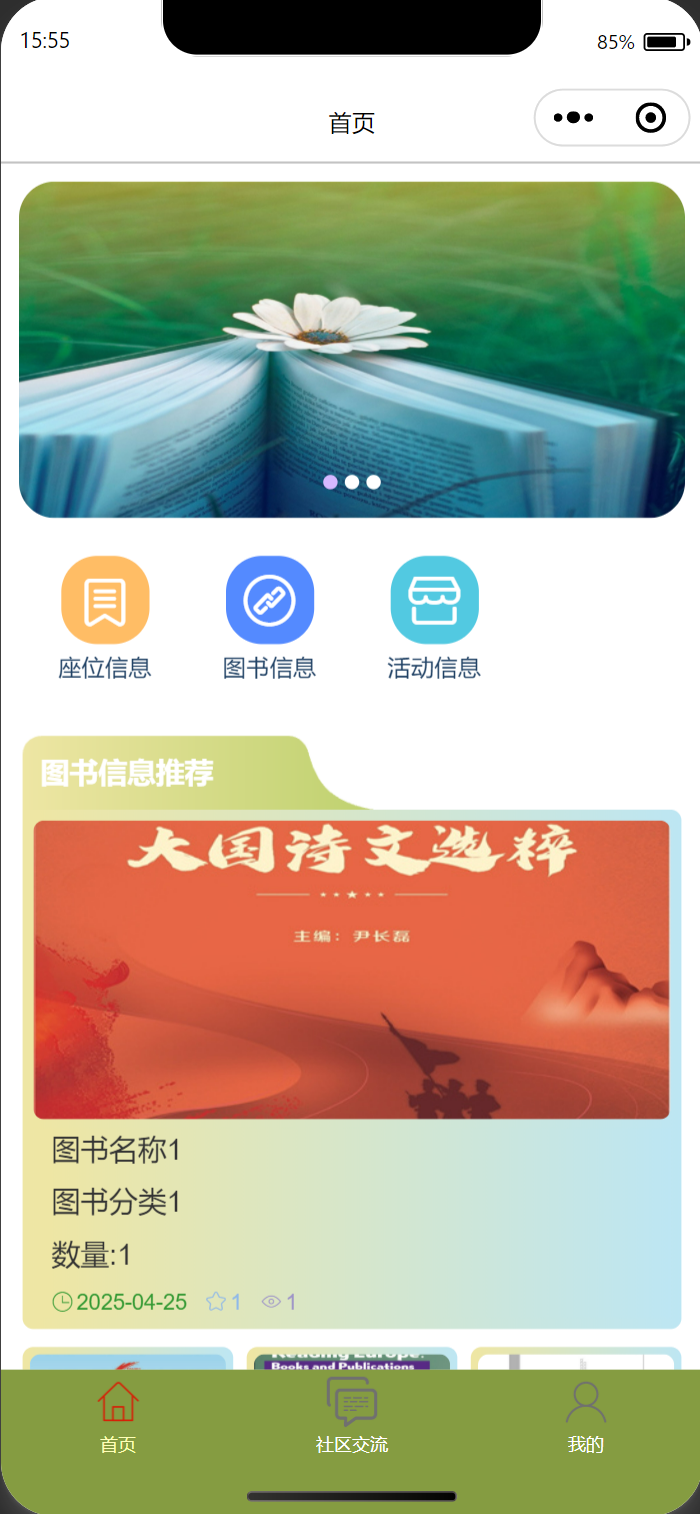 15:55
85%
首页
座位信息
图书信息
活动信息
图书信息推荐
大国诗文选粹
主编：尹长磊
图书名称1
图书分类1
数量:1
2025-04-25 1 1
Reading Europe:
Books and Publications
首页
社区交流
我的